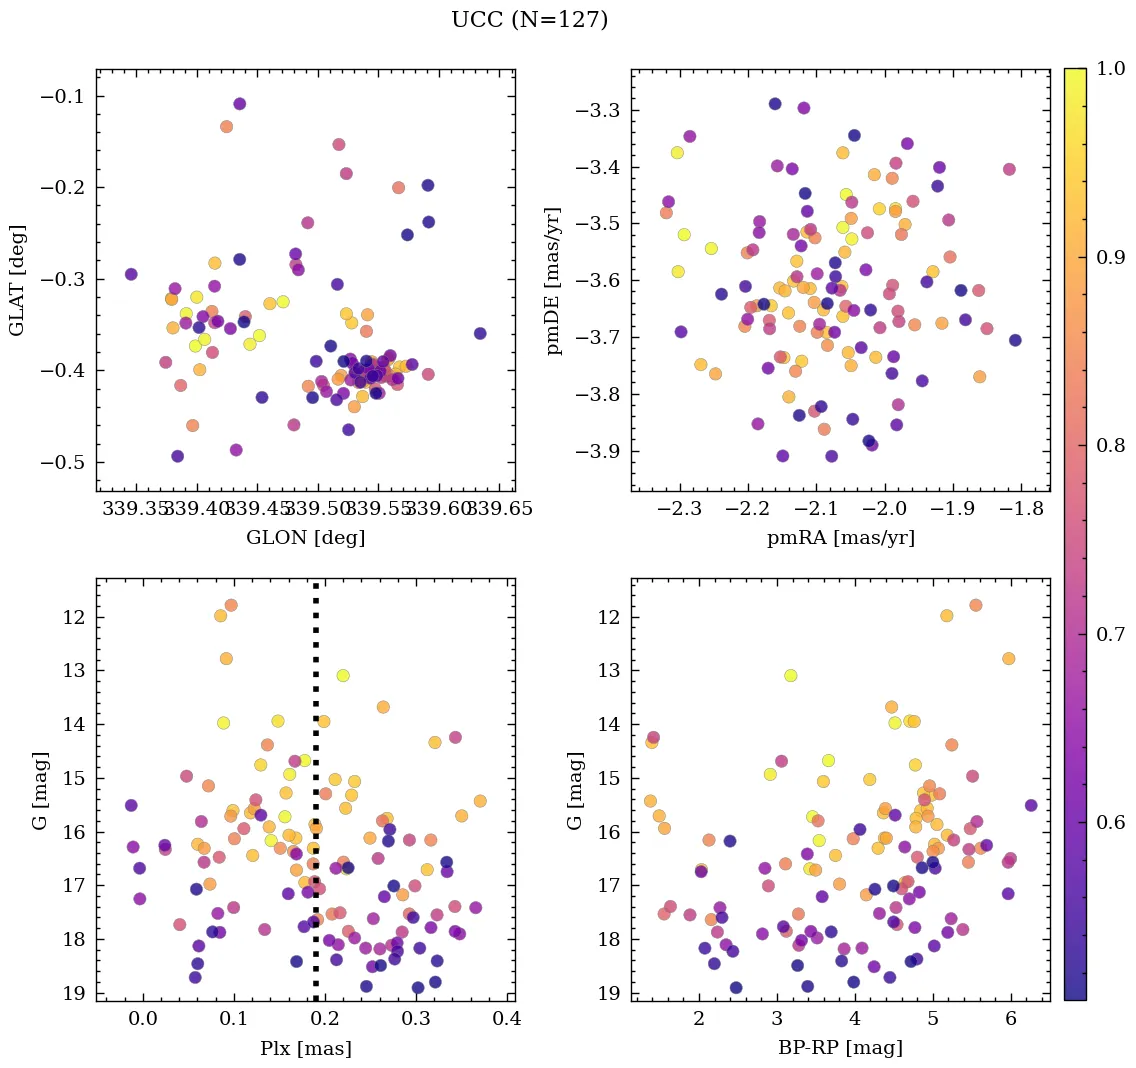 UCC (N=127)
−0.1
−0.2
−0.3
−0.4
−0.5
GLAT [deg]
339.35 339.40 339.45 339.50 339.55 339.60 339.65
GLON [deg]
−3.3
−3.4
−3.5
−3.6
−3.7
−3.8
−3.9
pmDE [mas/yr]
−2.3 −2.2 −2.1 −2.0 −1.9 −1.8
pmRA [mas/yr]
1.0
0.9
0.8
0.7
0.6
12
13
14
15
16
17
18
19
G [mag]
0.0 0.1 0.2 0.3 0.4
Plx [mas]
12
13
14
15
16
17
18
19
G [mag]
2 3 4 5 6
BP-RP [mag]